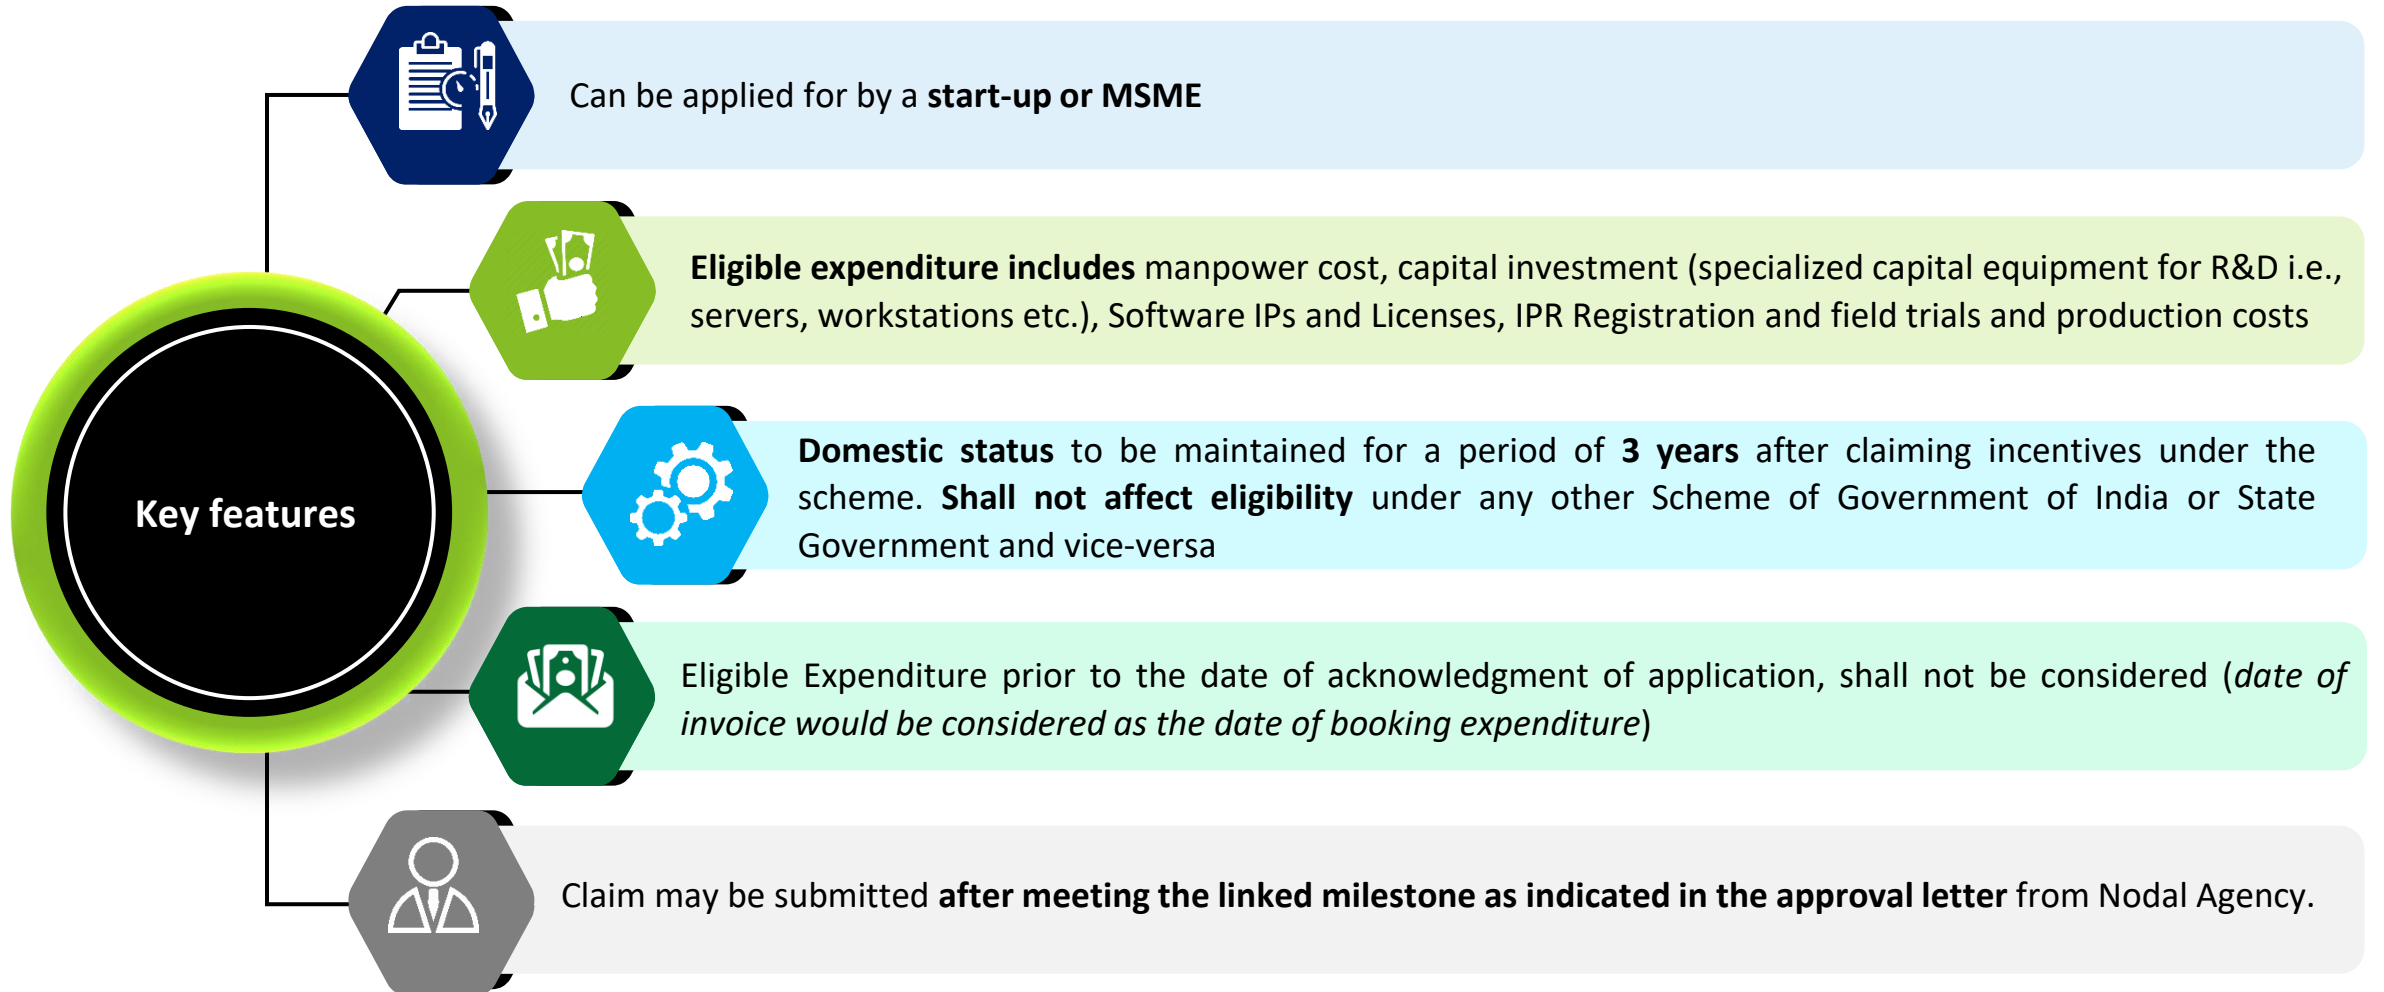 Can be applied for by a start-up or MSME
Eligible expenditure includes manpower cost, capital investment (specialized capital equipment for R&D i.e.,
servers, workstations etc.), Software IPs and Licenses, IPR Registration and field trials and production costs
Key features
Domestic status to be maintained for a period of 3 years after claiming incentives under the
scheme. Shall not affect eligibility under any other Scheme of Government of India or State
Government and vice-versa
Eligible Expenditure prior to the date of acknowledgment of application, shall not be considered (date of
invoice would be considered as the date of booking expenditure)
Claim may be submitted after meeting the linked milestone as indicated in the approval letter from Nodal Agency.